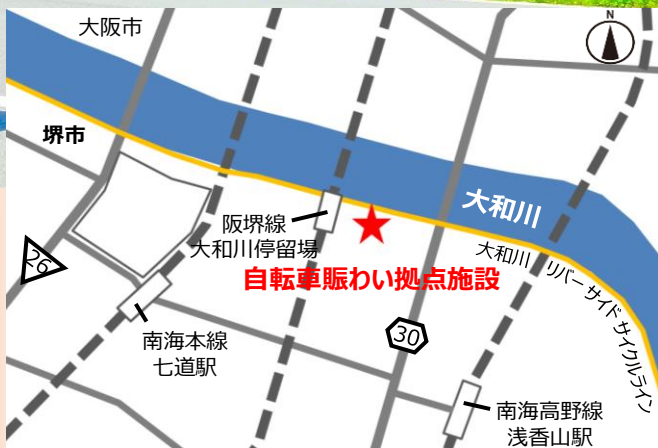 大阪市
N
堺市
大和川
阪堺線
大和川停留場
大和川 リバーサイドサイクルライン
自転車賑わい拠点施設
26
30
南海本線
七道駅
南海高野線
浅香山駅